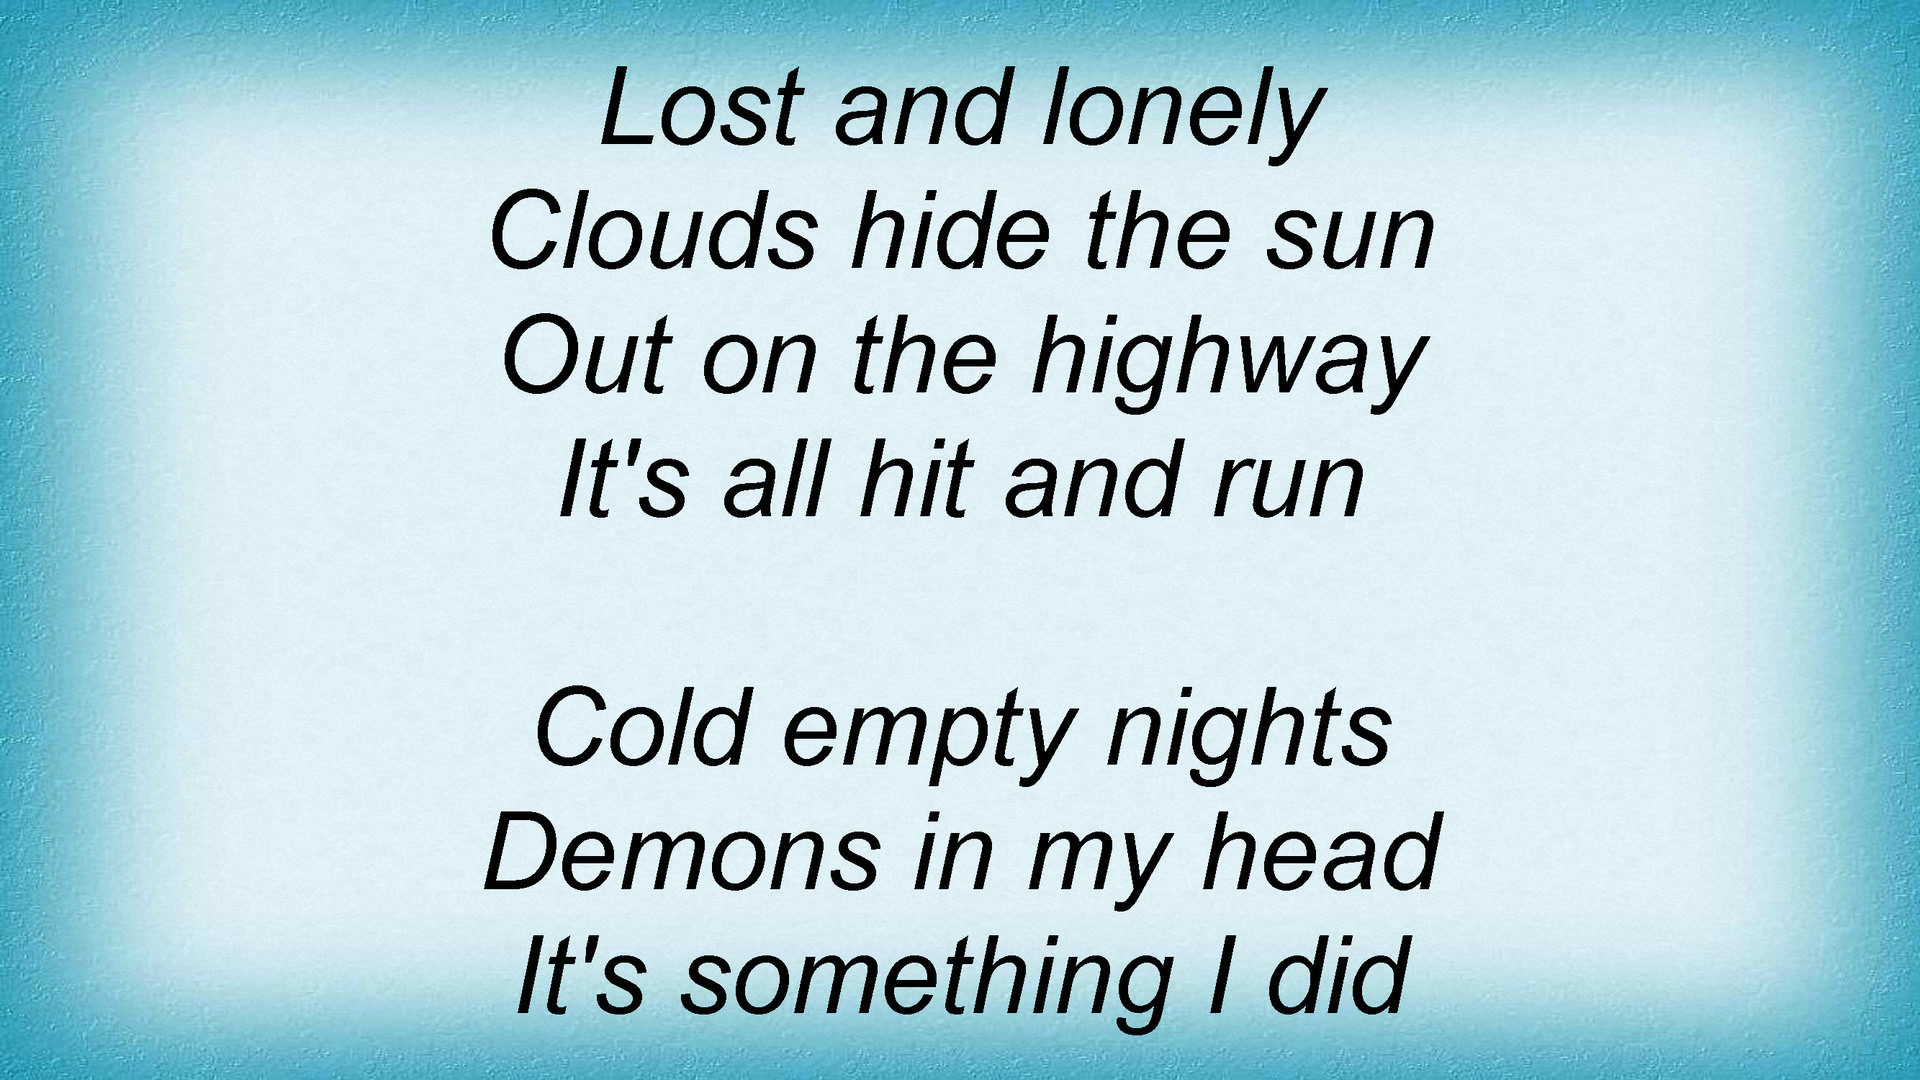 Lost and lonely
Clouds hide the sun
Out on the highway
It's all hit and run
Cold empty nights
Demons in my head
It's something I did